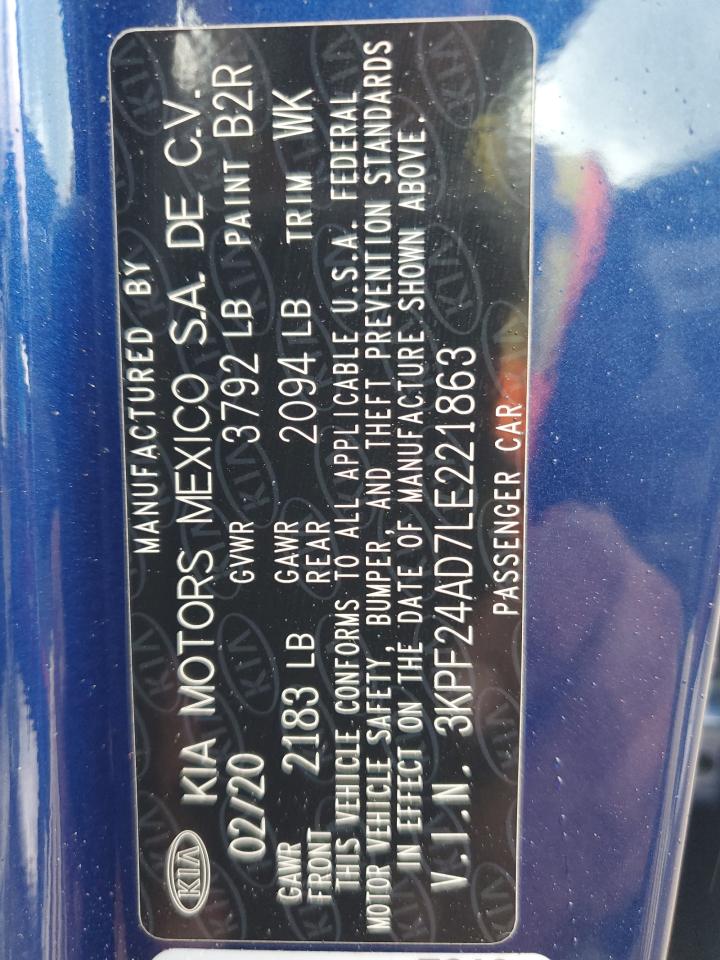 MANUFACTURED BY
KIA KIA MOTORS MEXICO S.A. DE C.V.
02/20 GVWR 3792 LB PAINT B2R
GAWR FRONT 2183 LB GAWR REAR 2094 LB TRIM WK
THIS VEHICLE CONFORMS TO ALL APPLICABLE U.S.A. FEDERAL
MOTOR VEHICLE SAFETY, BUMPER, AND THEFT PREVENTION STANDARDS
IN EFFECT ON THE DATE OF MANUFACTURE SHOWN ABOVE.
V.I.N. 3KPF24AD7LE221863
PASSENGER CAR